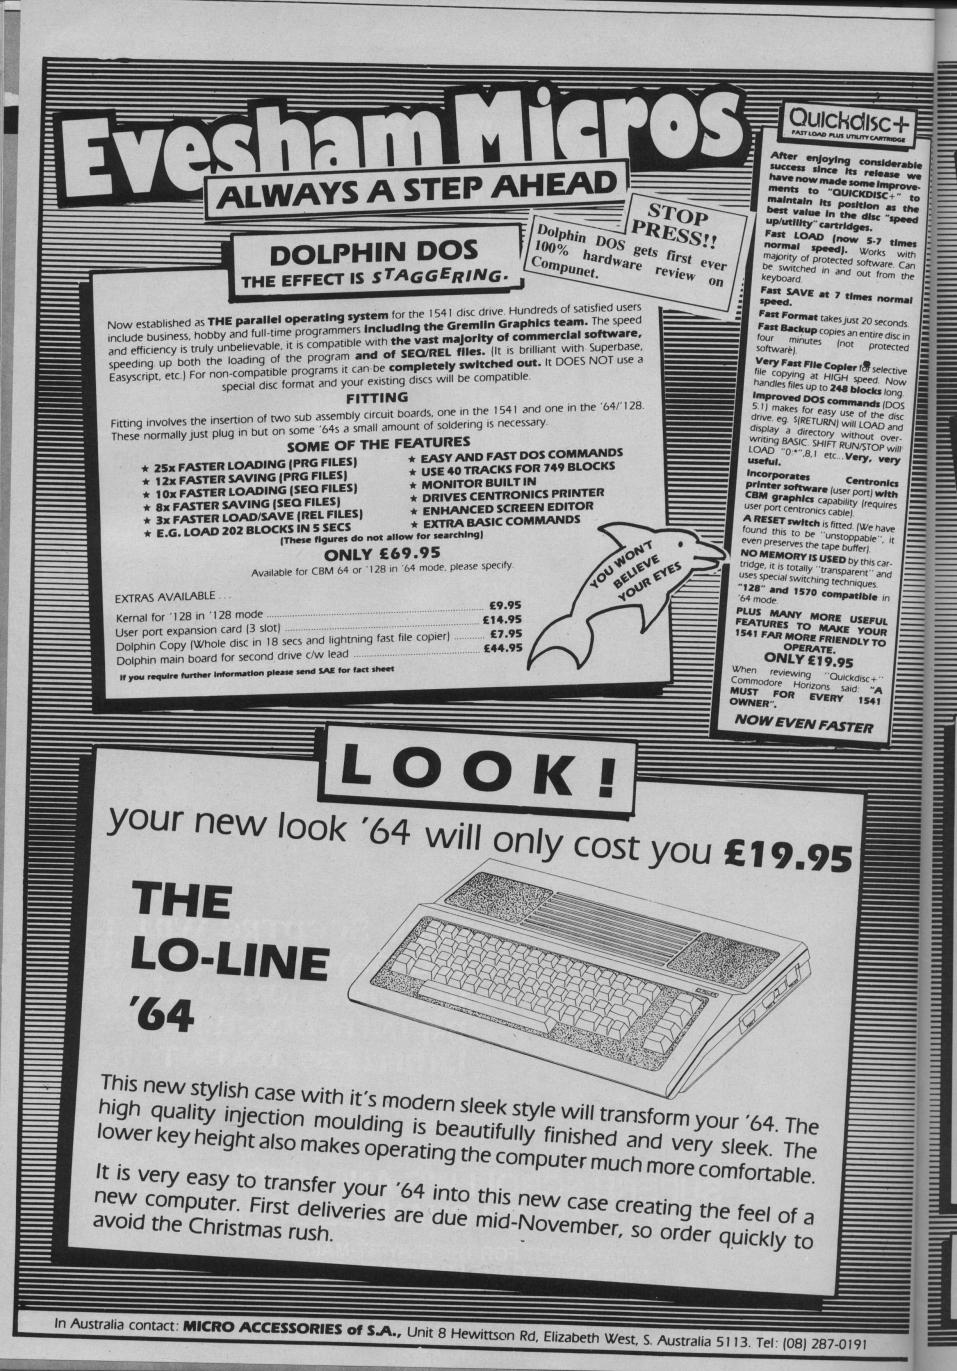 Evesham Micros
ALWAYS A STEP AHEAD
STOP
PRESS!!
Dolphin DOS gets first ever
100% hardware review on
Compunet.
DOLPHIN DOS
THE EFFECT IS STAGGERING.
Now established as THE parallel operating system for the 1541 disc drive. Hundreds of satisfied users
include business, hobby and full-time programmers including the Gremlin Graphics team. The speed
and efficiency is truly unbelievable, it is compatible with the vast majority of commercial software,
speeding up both the loading of the program and of SEQ/REL files. (It is brilliant with Superbase,
Easyscript, etc.) For non-compatible programs it can be completely switched out. It DOES NOT use a
special disc format and your existing discs will be compatible.
FITTING
Fitting involves the insertion of two sub assembly circuit boards, one in the 1541 and one in the '64/'128.
These normally just plug in but on some '64s a small amount of soldering is necessary.
SOME OF THE FEATURES
★ 25x FASTER LOADING (PRG FILES)
★ 12x FASTER SAVING (PRG FILES)
★ 10x FASTER LOADING (SEQ FILES)
★ 8x FASTER SAVING (SEQ FILES)
★ 3x FASTER LOAD/SAVE (REL FILES)
★ E.G. LOAD 202 BLOCKS IN 5 SECS
★ EASY AND FAST DOS COMMANDS
★ USE 40 TRACKS FOR 749 BLOCKS
★ MONITOR BUILT IN
★ DRIVES CENTRONICS PRINTER
★ ENHANCED SCREEN EDITOR
★ EXTRA BASIC COMMANDS
(These figures do not allow for searching)
ONLY £69.95
Available for CBM 64 or '128 in '64 mode, please specify.
YOU WON'T
BELIEVE
YOUR EYES
EXTRAS AVAILABLE . . .
Kernal for '128 in '128 mode ........ £9.95
User port expansion card (3 slot) ........ £14.95
Dolphin Copy (Whole disc in 18 secs and lightning fast file copier) ........ £7.95
Dolphin main board for second drive c/w lead ........ £44.95
If you require further information please send SAE for fact sheet
Quickdisc+
FAST LOAD PLUS UTILITY CARTRIDGE
After enjoying considerable
success since its release we
have now made some improve-
ments to "QUICKDISC+" to
maintain its position as the
best value in the disc "speed
up/utility" cartridges.
Fast LOAD (now 5-7 times
normal speed). Works with
majority of protected software. Can
be switched in and out from the
keyboard.
Fast SAVE at 7 times normal
speed.
Fast Format takes just 20 seconds.
Fast Backup copies an entire disc in
four minutes (not protected
software).
Very Fast File Copier for selective
file copying at HIGH speed. Now
handles files up to 248 blocks long.
Improved DOS commands (DOS
5.1) makes for easy use of the disc
drive. eg. $(RETURN) will LOAD and
display a directory without over-
writing BASIC. SHIFT RUN/STOP will
LOAD "0:*",8,1 etc...Very, very
useful.
Incorporates Centronics
printer software (user port) with
CBM graphics capability (requires
user port centronics cable).
A RESET switch is fitted. (We have
found this to be "unstoppable", it
even preserves the tape buffer).
NO MEMORY IS USED by this car-
tridge, it is totally "transparent" and
uses special switching techniques.
"128" and 1570 compatible in
'64 mode.
PLUS MANY MORE USEFUL
FEATURES TO MAKE YOUR
1541 FAR MORE FRIENDLY TO
OPERATE.
ONLY £19.95
When reviewing "Quickdisc+"
Commodore Horizons said: "A
MUST FOR EVERY 1541
OWNER".
NOW EVEN FASTER
LOOK!
your new look '64 will only cost you £19.95
THE
LO-LINE
'64
This new stylish case with it's modern sleek style will transform your '64. The
high quality injection moulding is beautifully finished and very sleek. The
lower key height also makes operating the computer much more comfortable.
It is very easy to transfer your '64 into this new case creating the feel of a
new computer. First deliveries are due mid-November, so order quickly to
avoid the Christmas rush.
In Australia contact: MICRO ACCESSORIES of S.A., Unit 8 Hewittson Rd, Elizabeth West, S. Australia 5113. Tel: (08) 287-0191